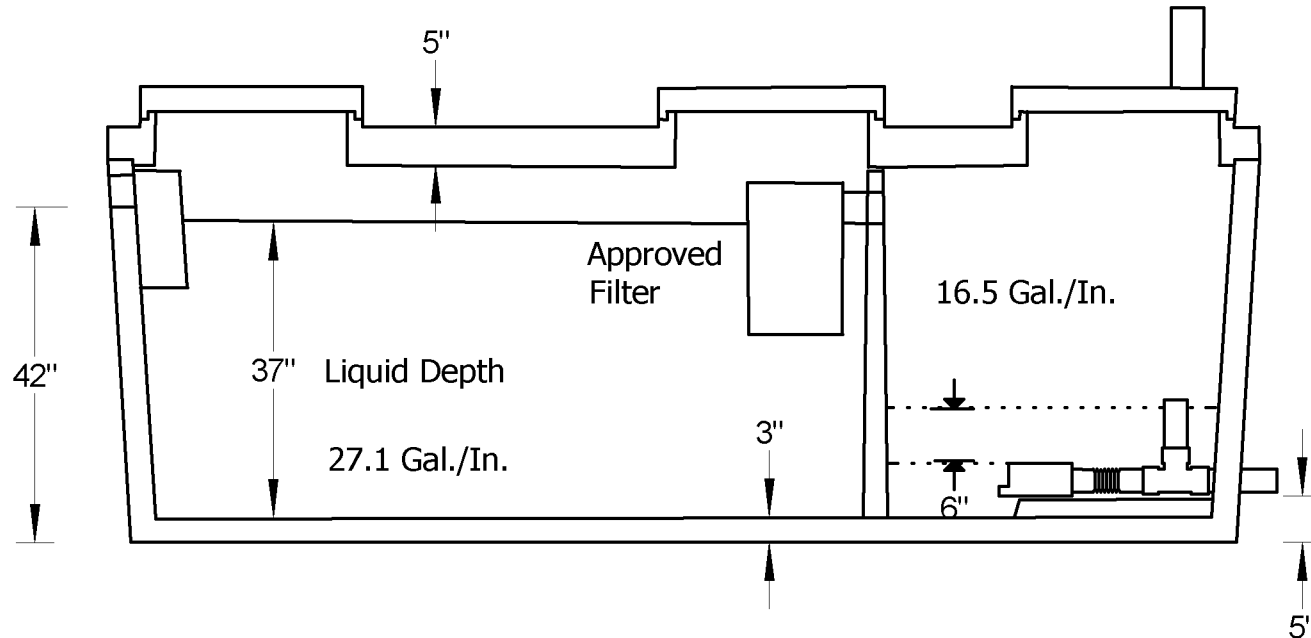 5"
Approved
Filter
16.5 Gal./In.
42"
37" Liquid Depth
3"
27.1 Gal./In.
6"
5'